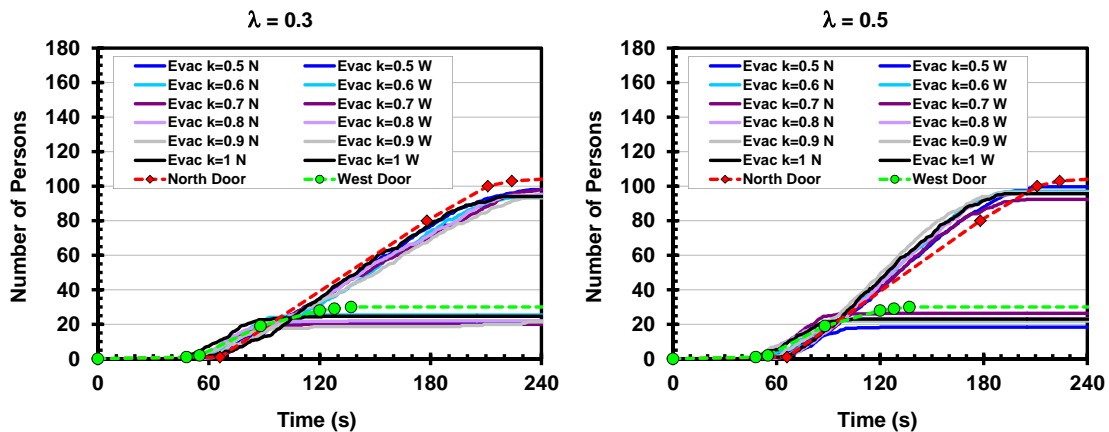 λ = 0.3
180
160
140
120
100
80
60
40
20
0
Number of Persons
Evac k=0.5 N Evac k=0.5 W
Evac k=0.6 N Evac k=0.6 W
Evac k=0.7 N Evac k=0.7 W
Evac k=0.8 N Evac k=0.8 W
Evac k=0.9 N Evac k=0.9 W
Evac k=1 N Evac k=1 W
North Door West Door
0 60 120 180 240
Time (s)
λ = 0.5
180
160
140
120
100
80
60
40
20
0
Number of Persons
Evac k=0.5 N Evac k=0.5 W
Evac k=0.6 N Evac k=0.6 W
Evac k=0.7 N Evac k=0.7 W
Evac k=0.8 N Evac k=0.8 W
Evac k=0.9 N Evac k=0.9 W
Evac k=1 N Evac k=1 W
North Door West Door
0 60 120 180 240
Time (s)